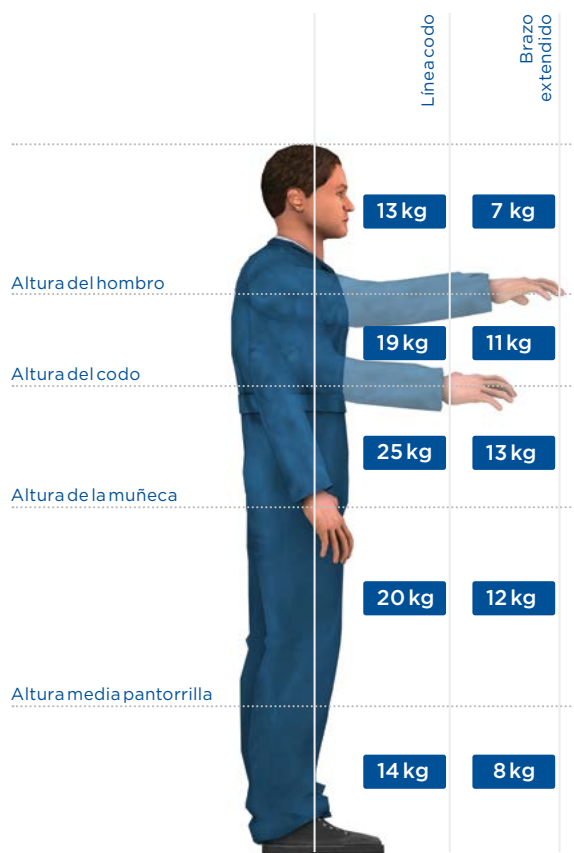 Línea codo
Brazo
extendido
13 kg
7 kg
Altura del hombro
19 kg
11 kg
Altura del codo
25 kg
13 kg
Altura de la muñeca
20 kg
12 kg
Altura media pantorrilla
14 kg
8 kg